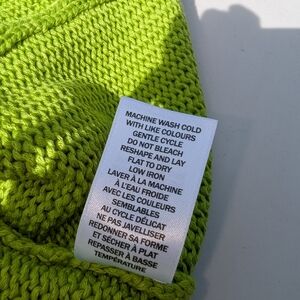 MACHINE WASH COLD
WITH LIKE COLOURS
GENTLE CYCLE
DO NOT BLEACH
RESHAPE AND LAY
FLAT TO DRY
LOW IRON
LAVER À LA MACHINE
À L'EAU FROIDE
AVEC LES COULEURS
SEMBLABLES
AU CYCLE DÉLICAT
NE PAS JAVELLISER
REDONNER SA FORME
ET SÉCHER À PLAT
REPASSER À BASSE
TEMPÉRATURE